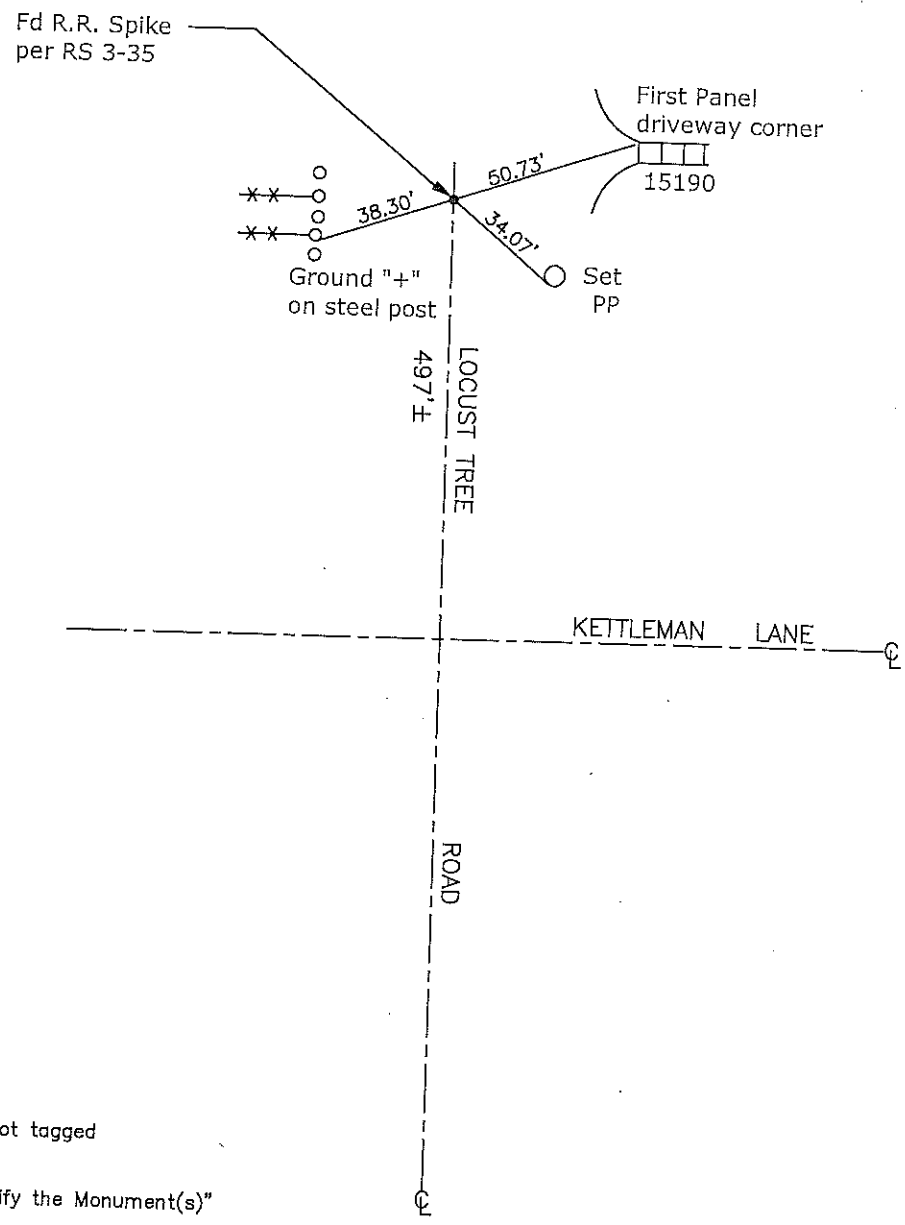 Fd R.R. Spike
per RS 3-35
First Panel
driveway corner
15190
50.73'
38.30'
34.07'
Set
PP
Ground "+"
on steel post
LOCUST TREE
497'±
KETTLEMAN LANE
℄
ROAD
ot tagged
ify the Monument(s)"
℄